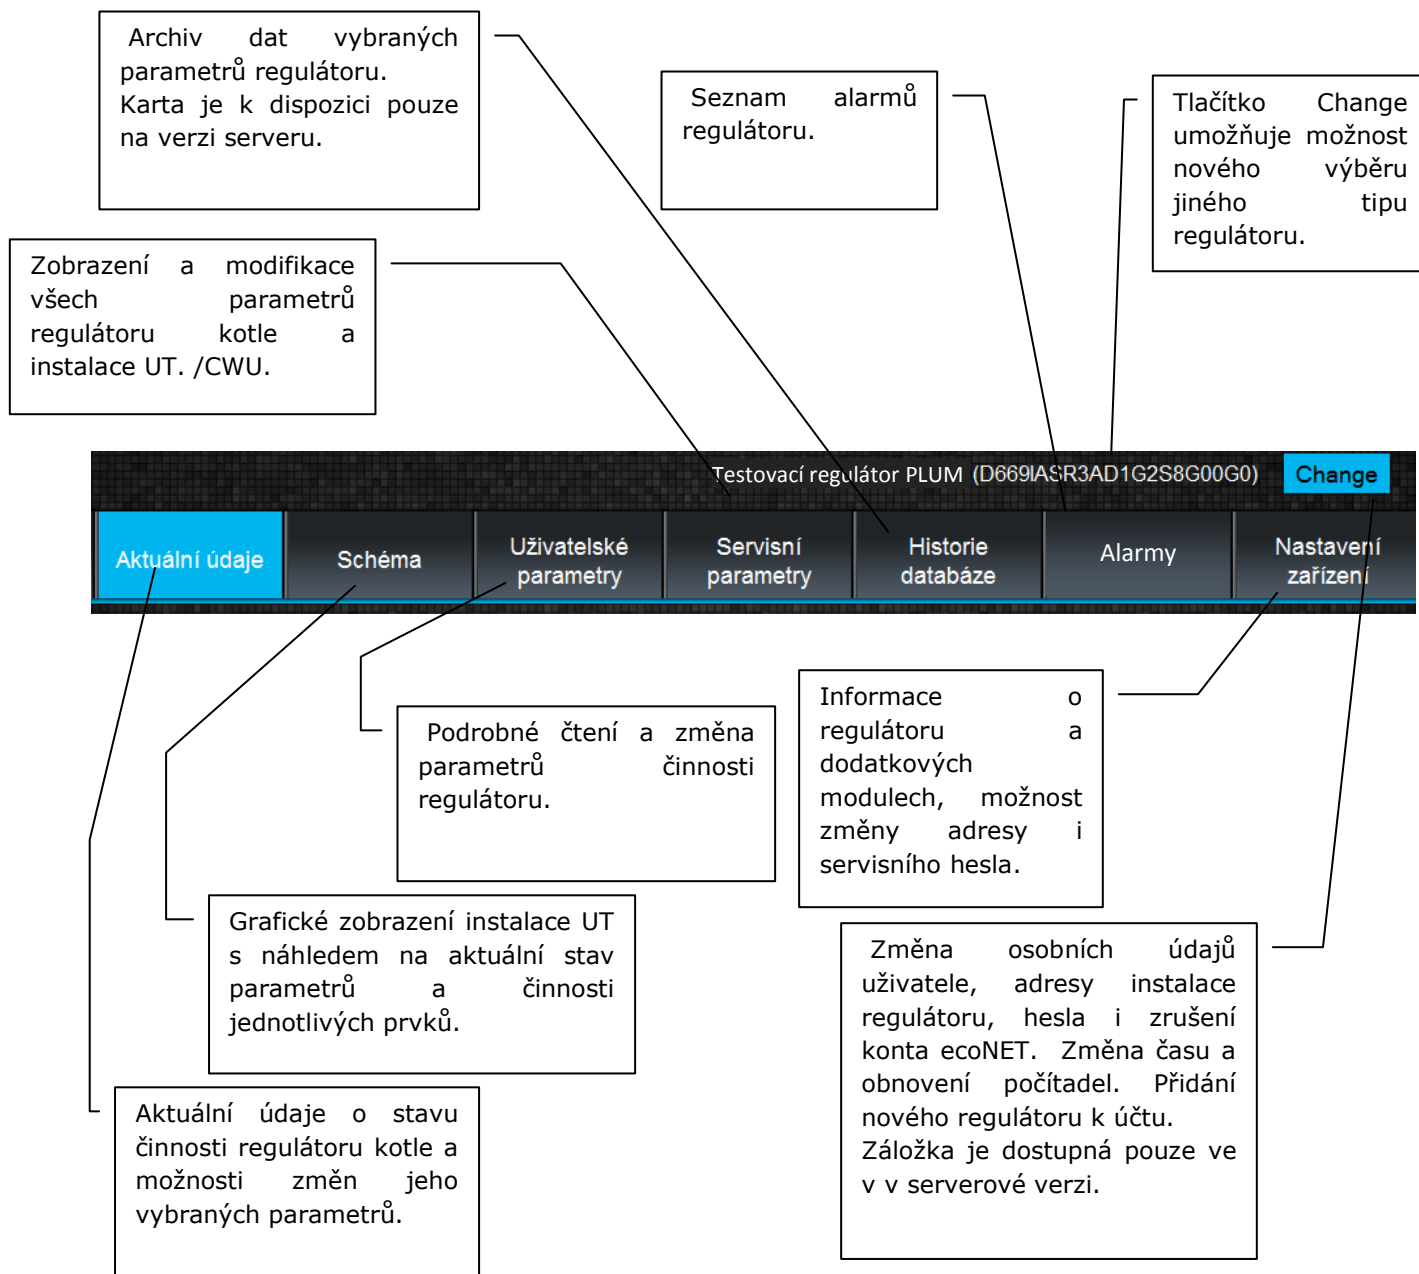 Archiv dat vybraných
parametrů regulátoru.
Karta je k dispozici pouze
na verzi serveru.
Seznam alarmů
regulátoru.
Tlačítko Change
umožňuje možnost
nového výběru
jiného tipu
regulátoru.
Zobrazení a modifikace
všech parametrů
regulátoru kotle a
instalace UT. /CWU.
Testovací regulátor PLUM (D669IASR3AD1G2S8G00G0) Change
Aktuální údaje
Schéma
Uživatelské
parametry
Servisní
parametry
Historie
databáze
Alarmy
Nastavení
zařízení
Informace o
regulátoru a
dodatkových
modulech, možnost
změny adresy i
servisního hesla.
Podrobné čtení a změna
parametrů činnosti
regulátoru.
Grafické zobrazení instalace UT
s náhledem na aktuální stav
parametrů a činnosti
jednotlivých prvků.
Změna osobních údajů
uživatele, adresy instalace
regulátoru, hesla i zrušení
konta ecoNET. Změna času a
obnovení počítadel. Přidání
nového regulátoru k účtu.
Záložka je dostupná pouze ve
v v serverové verzi.
Aktuální údaje o stavu
činnosti regulátoru kotle a
možnosti změn jeho
vybraných parametrů.